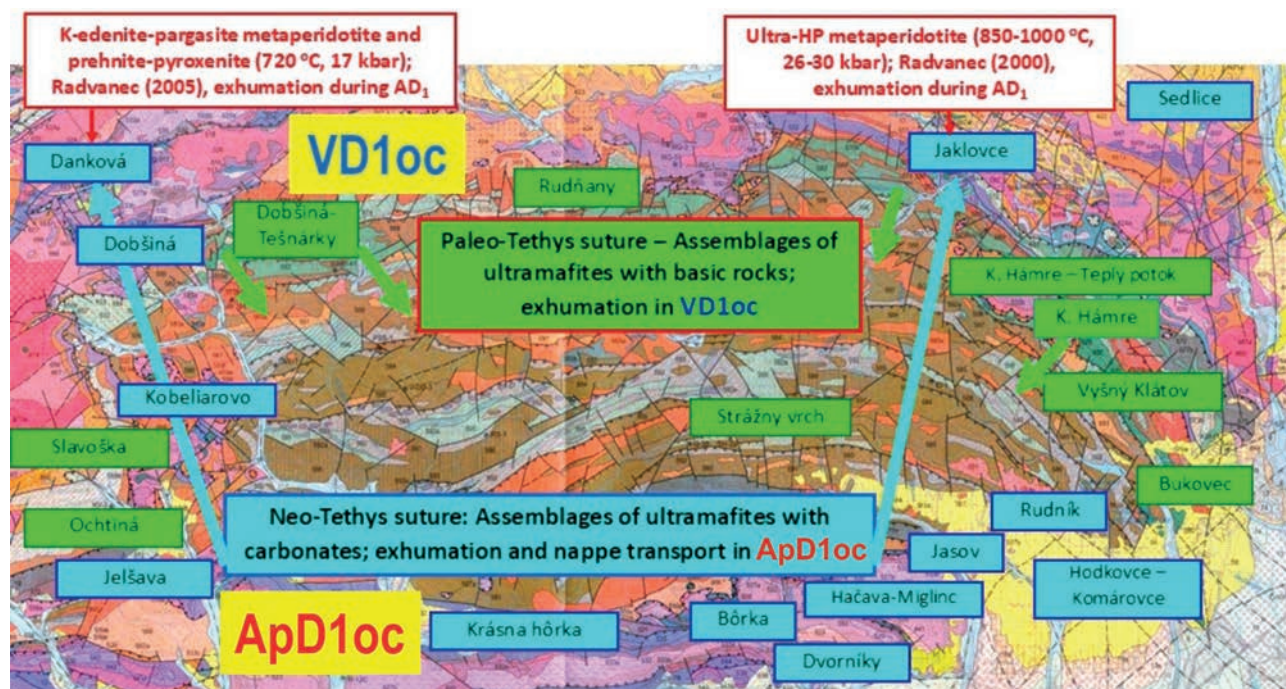 K-edenite-pargasite metaperidotite and
prehnite-pyroxenite (720 °C, 17 kbar);
Radvanec (2005), exhumation during AD1
Ultra-HP metaperidotite (850-1000 °C,
26-30 kbar); Radvanec (2000),
exhumation during AD1
Sedlice
Danková
VD1oc
Jaklovce
Rudňany
Dobšiná-
Tešnárky
Dobšiná
Paleo-Tethys suture – Assemblages of
ultramafites with basic rocks;
exhumation in VD1oc
K. Hámre – Teply potok
K. Hámre
Kobeliarovo
Vyšný Klátov
Strážny vrch
Slavoška
Bukovec
Neo-Tethys suture: Assemblages of ultramafites with
carbonates; exhumation and nappe transport in ApD1oc
Rudník
Ochtiná
Jasov
Jelšava
Hodkovce –
Komárovce
Hačava-Miglinc
ApD1oc
Krásna hôrka
Bôrka
Dvorníky